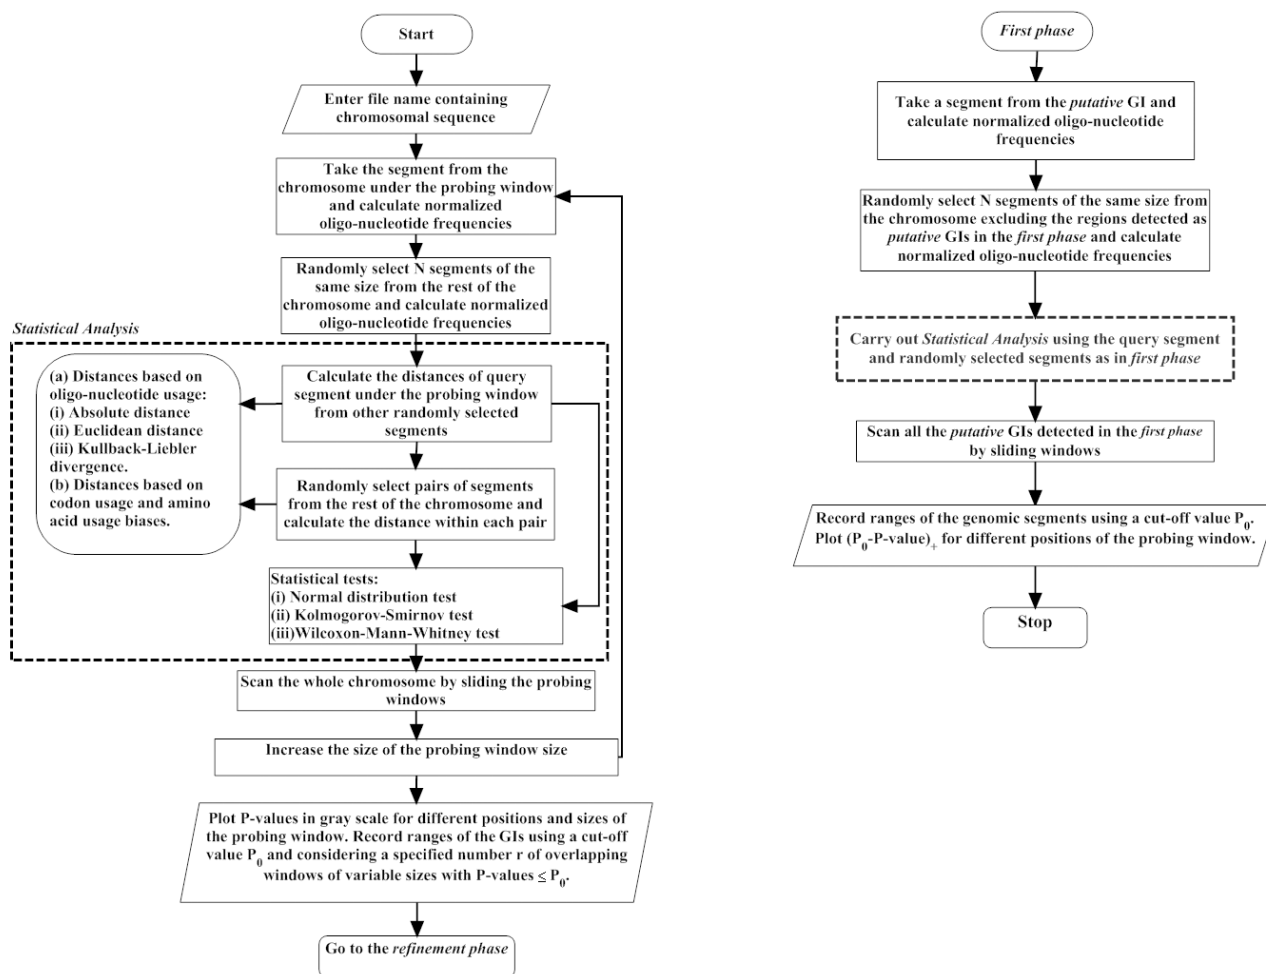 Start
Enter file name containing
chromosomal sequence
Take the segment from the
chromosome under the probing window
and calculate normalized
oligo-nucleotide frequencies
Randomly select N segments of the
same size from the rest of the
chromosome and calculate normalized
oligo-nucleotide frequencies
Statistical Analysis
(a) Distances based on
oligo-nucleotide usage:
(i) Absolute distance
(ii) Euclidean distance
(iii) Kullback-Liebler
divergence.
(b) Distances based on
codon usage and amino
acid usage biases.
Calculate the distances of query
segment under the probing window
from other randomly selected
segments
Randomly select pairs of segments
from the rest of the chromosome and
calculate the distance within each pair
Statistical tests:
(i) Normal distribution test
(ii) Kolmogorov-Smirnov test
(iii)Wilcoxon-Mann-Whitney test
Scan the whole chromosome by sliding the probing
windows
Increase the size of the probing window size
Plot P-values in gray scale for different positions and sizes of
the probing window. Record ranges of the GIs using a cut-off
value P₀ and considering a specified number r of overlapping
windows of variable sizes with P-values ≤ P₀.
Go to the refinement phase
First phase
Take a segment from the putative GI and
calculate normalized oligo-nucleotide
frequencies
Randomly select N segments of the same size from
the chromosome excluding the regions detected as
putative GIs in the first phase and calculate
normalized oligo-nucleotide frequencies
Carry out Statistical Analysis using the query segment
and randomly selected segments as in first phase
Scan all the putative GIs detected in the first phase
by sliding windows
Record ranges of the genomic segments using a cut-off value P₀.
Plot (P₀-P-value)₊ for different positions of the probing window.
Stop